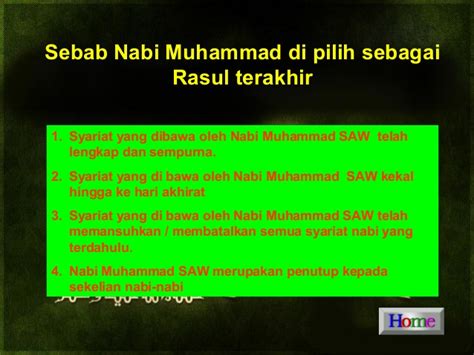 Sebab Nabi Muhammad di pilih sebagai
Rasul terakhir
1. Syariat yang dibawa oleh Nabi Muhammad SAW telah
lengkap dan sempurna.
2. Syariat yang di bawa oleh Nabi Muhammad SAW kekal
hingga ke hari akhirat
3. Syariat yang di bawa oleh Nabi Muhammad SAW telah
memansuhkan / membatalkan semua syariat nabi yang
terdahulu.
4. Nabi Muhammad SAW merupakan penutup kepada
sekelian nabi-nabi
Home